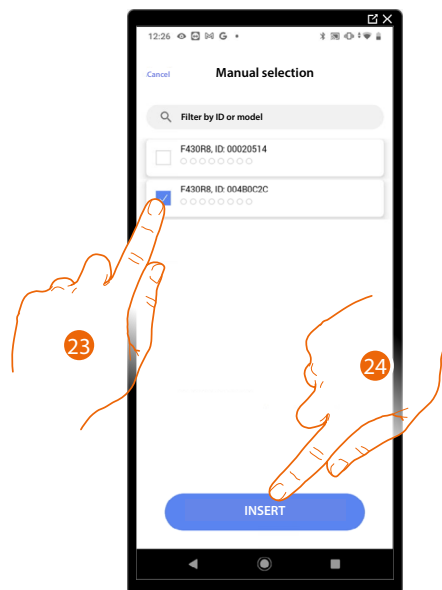 12:26 G
Cancel
Manual selection
Filter by ID or model
F430R8, ID: 00020514
F430R8, ID: 004B0C2C
23
24
INSERT